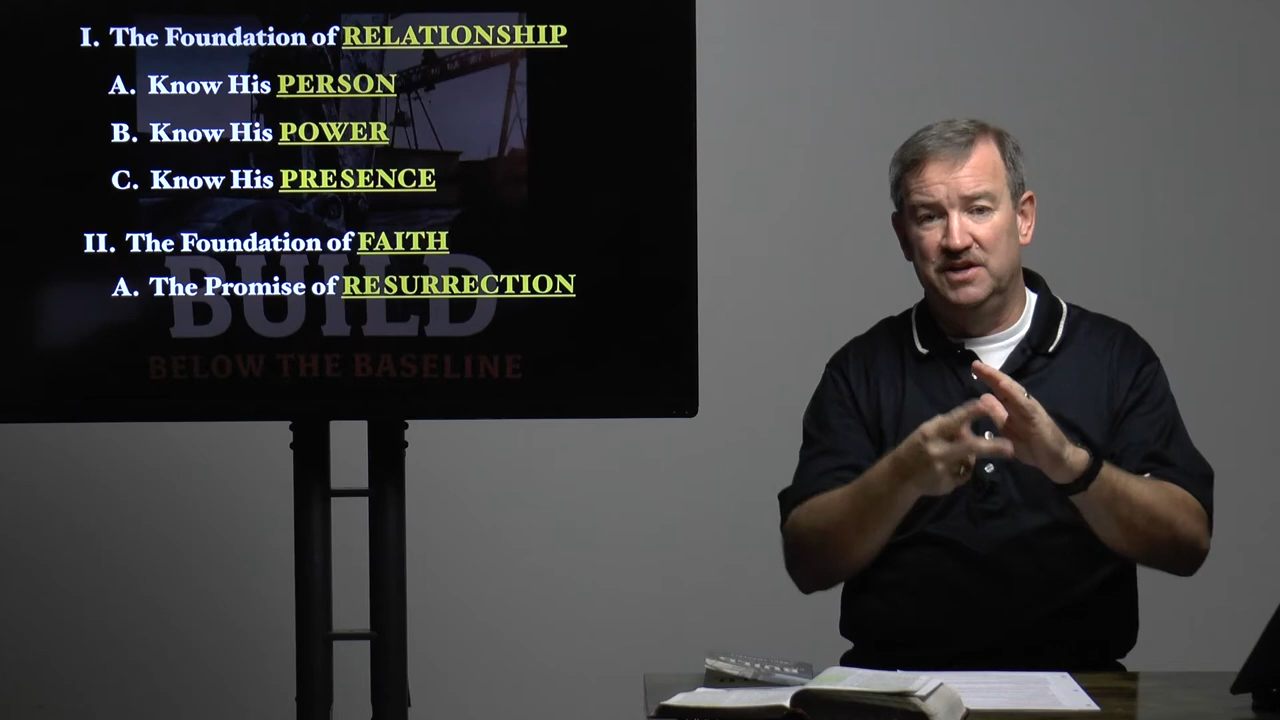 I. The Foundation of RELATIONSHIP
A. Know His PERSON
B. Know His POWER
C. Know His PRESENCE
II. The Foundation of FAITH
A. The Promise of RESURRECTION
BUILD
BELOW THE BASELINE